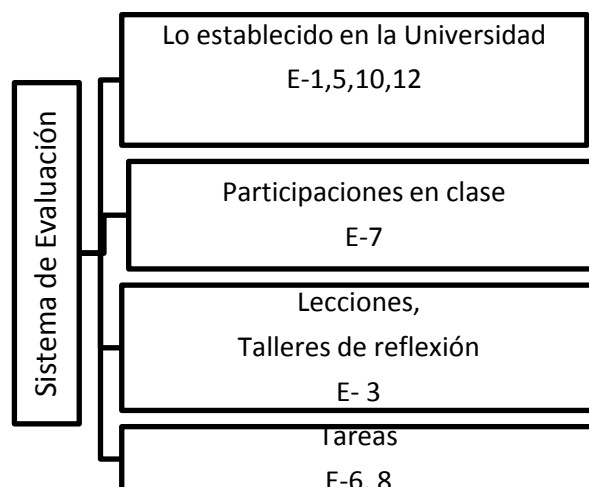 Sistema de Evaluación
Lo establecido en la Universidad
E-1,5,10,12
Participaciones en clase
E-7
Lecciones,
Talleres de reflexión
E- 3
Tareas
E-6, 8